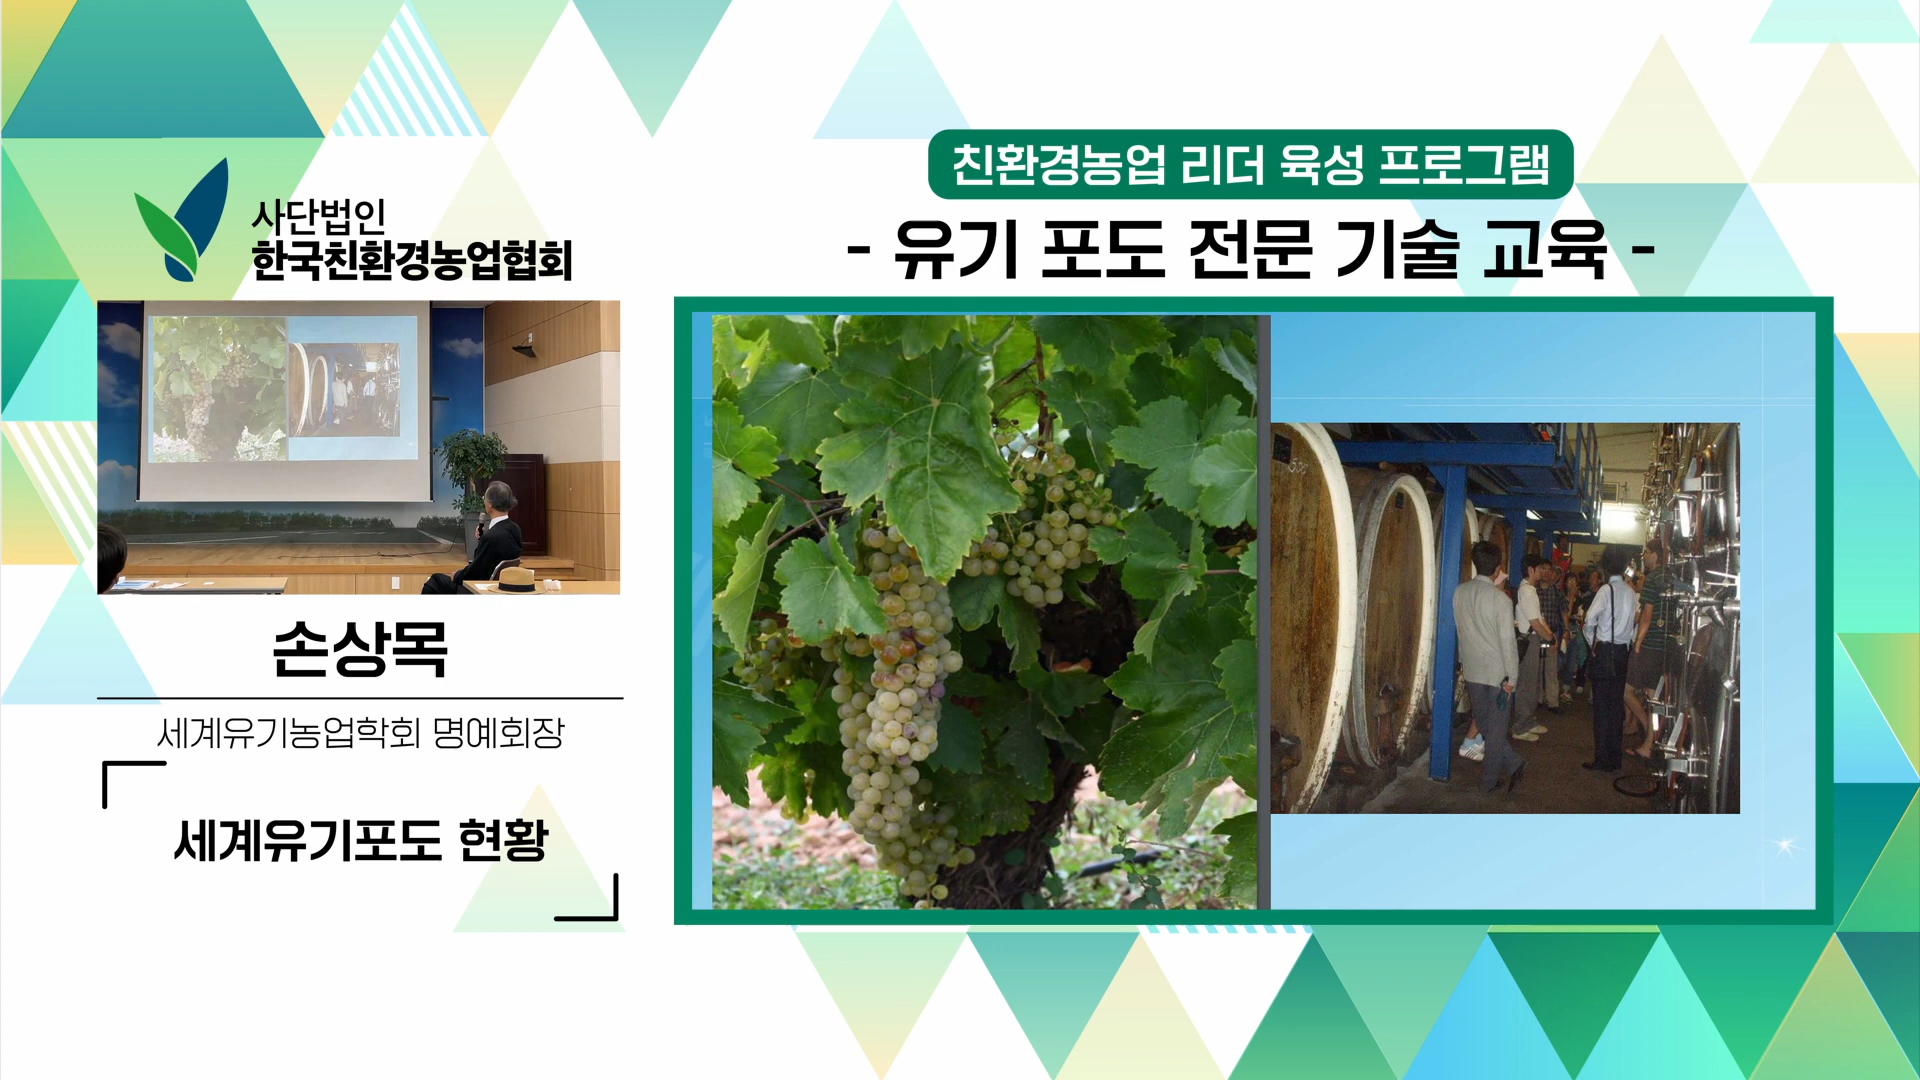 사단법인
한국친환경농업협회
친환경농업 리더 육성 프로그램
- 유기 포도 전문 기술 교육 -
손상목
세계유기농업학회 명예회장
세계유기포도 현황